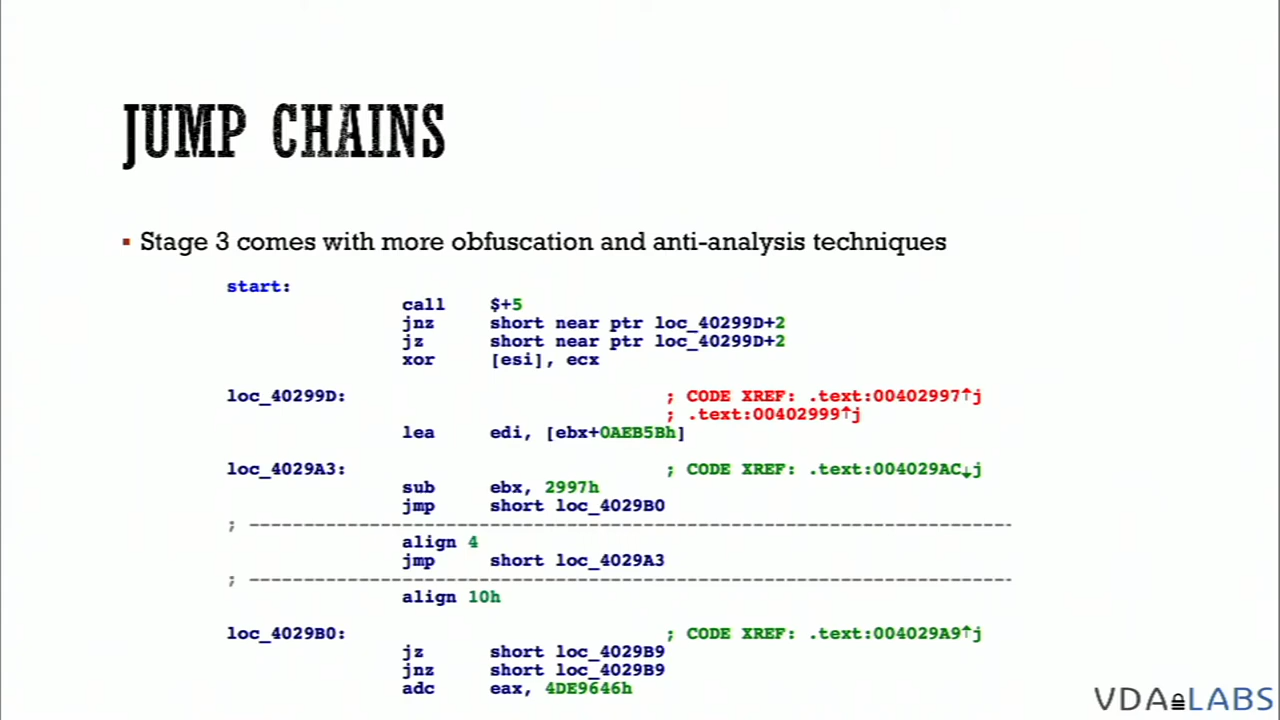 JUMP CHAINS
▪ Stage 3 comes with more obfuscation and anti-analysis techniques
start:
call $+5
jnz short near ptr loc_40299D+2
jz short near ptr loc_40299D+2
xor [esi], ecx
loc_40299D: ; CODE XREF: .text:00402997↑j
; .text:00402999↑j
lea edi, [ebx+0AEB5Bh]
loc_4029A3: ; CODE XREF: .text:004029AC↓j
sub ebx, 2997h
jmp short loc_4029B0
; ----------------------------------------------------------------------
align 4
jmp short loc_4029A3
; ----------------------------------------------------------------------
align 10h
loc_4029B0: ; CODE XREF: .text:004029A9↑j
jz short loc_4029B9
jnz short loc_4029B9
adc eax, 4DE9646h
VDA LABS